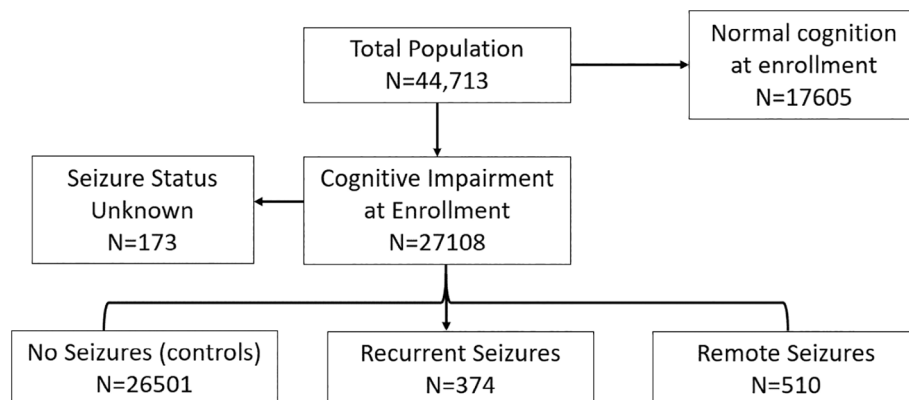 Total Population
N=44,713
Normal cognition
at enrollment
N=17605
Seizure Status
Unknown
N=173
Cognitive Impairment
at Enrollment
N=27108
No Seizures (controls)
N=26501
Recurrent Seizures
N=374
Remote Seizures
N=510